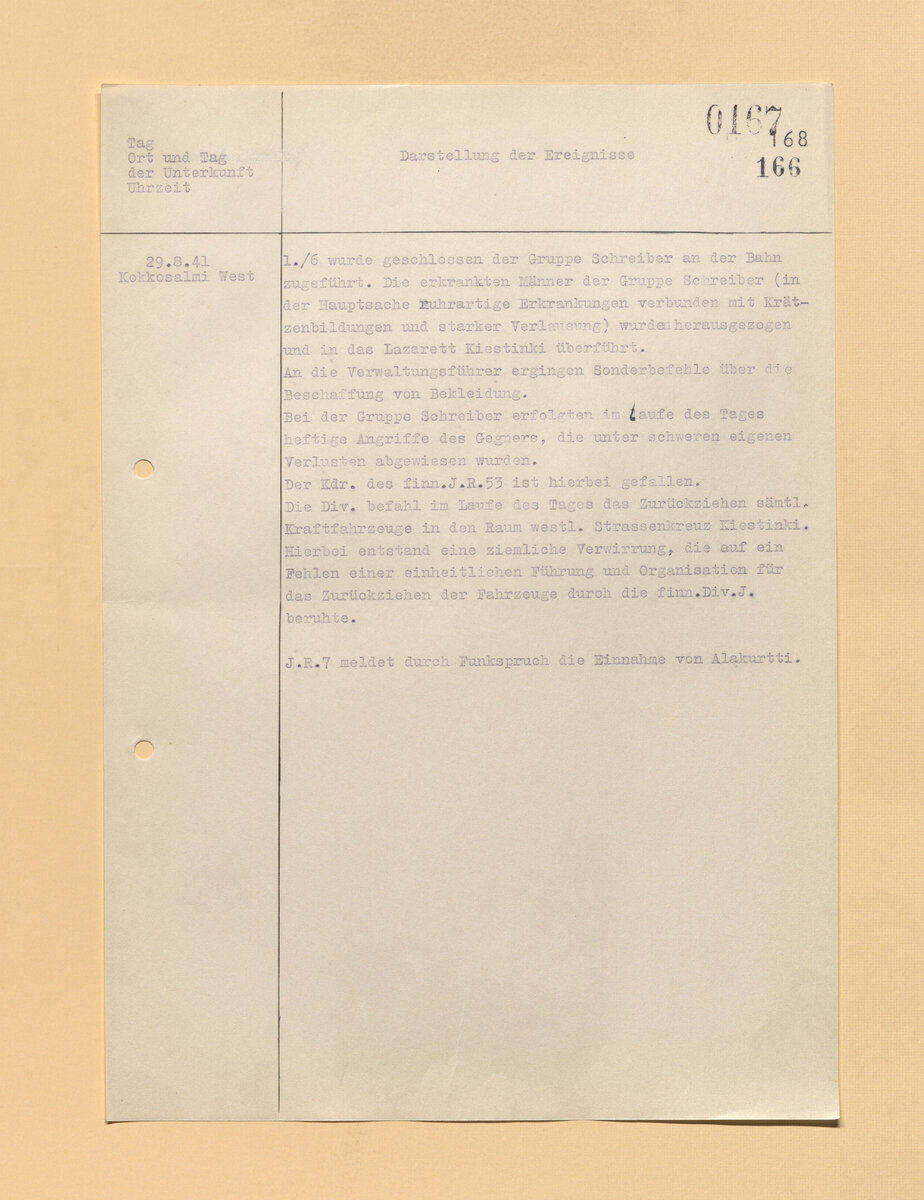 0167
168
166
Tag
Ort und Tag
der Unterkunft
Uhrzeit
Darstellung der Ereignisse
29.8.41
Kokkosalmi West
1./6 wurde geschlossen der Gruppe Schreiber an der Bahn
zugeführt. Die erkrankten Männer der Gruppe Schreiber (in
der Hauptsache ruhrartige Erkrankungen verbunden mit Krät-
zenbildungen und starker Verlausung) wurden herausgezogen
und in das Lazarett Kiestinki überführt.
An die Verwaltungsführer ergingen Sonderbefehle über die
Beschaffung von Bekleidung.
Bei der Gruppe Schreiber erfolgten im Laufe des Tages
heftige Angriffe des Gegners, die unter schweren eigenen
Verlusten abgewiesen wurden.
Der Kdr. des finn.J.R.53 ist hierbei gefallen.
Die Div. befahl im Laufe des Tages das Zurückziehen sämtl.
Kraftfahrzeuge in den Raum westl. Strassenkreuz Kiestinki.
Hierbei entstand eine ziemliche Verwirrung, die auf ein
Fehlen einer einheitlichen Führung und Organisation für
das Zurückziehen der Fahrzeuge durch die finn.Div.J.
beruhte.
J.R.7 meldet durch Funkspruch die Einnahme von Alakurtti.